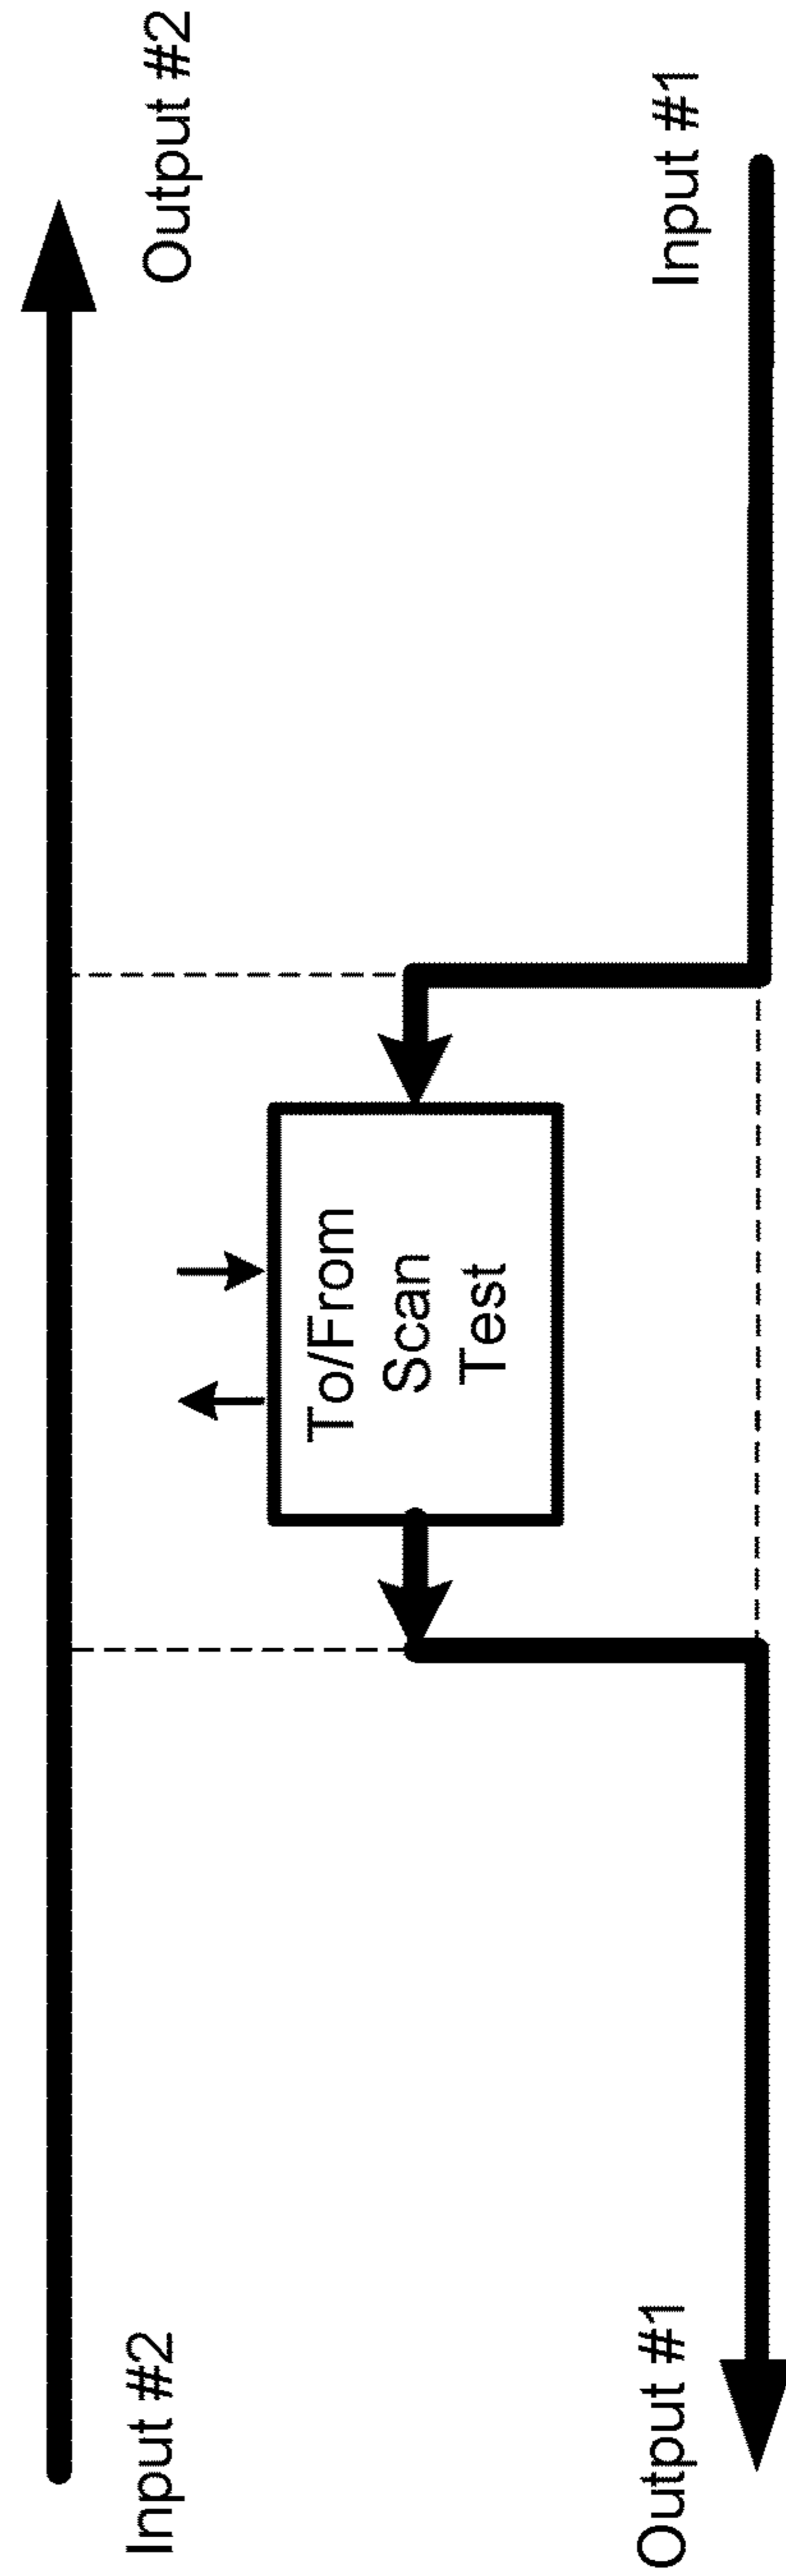 Input #2
Output #2
To/From
Scan
Test
Output #1
Input #1